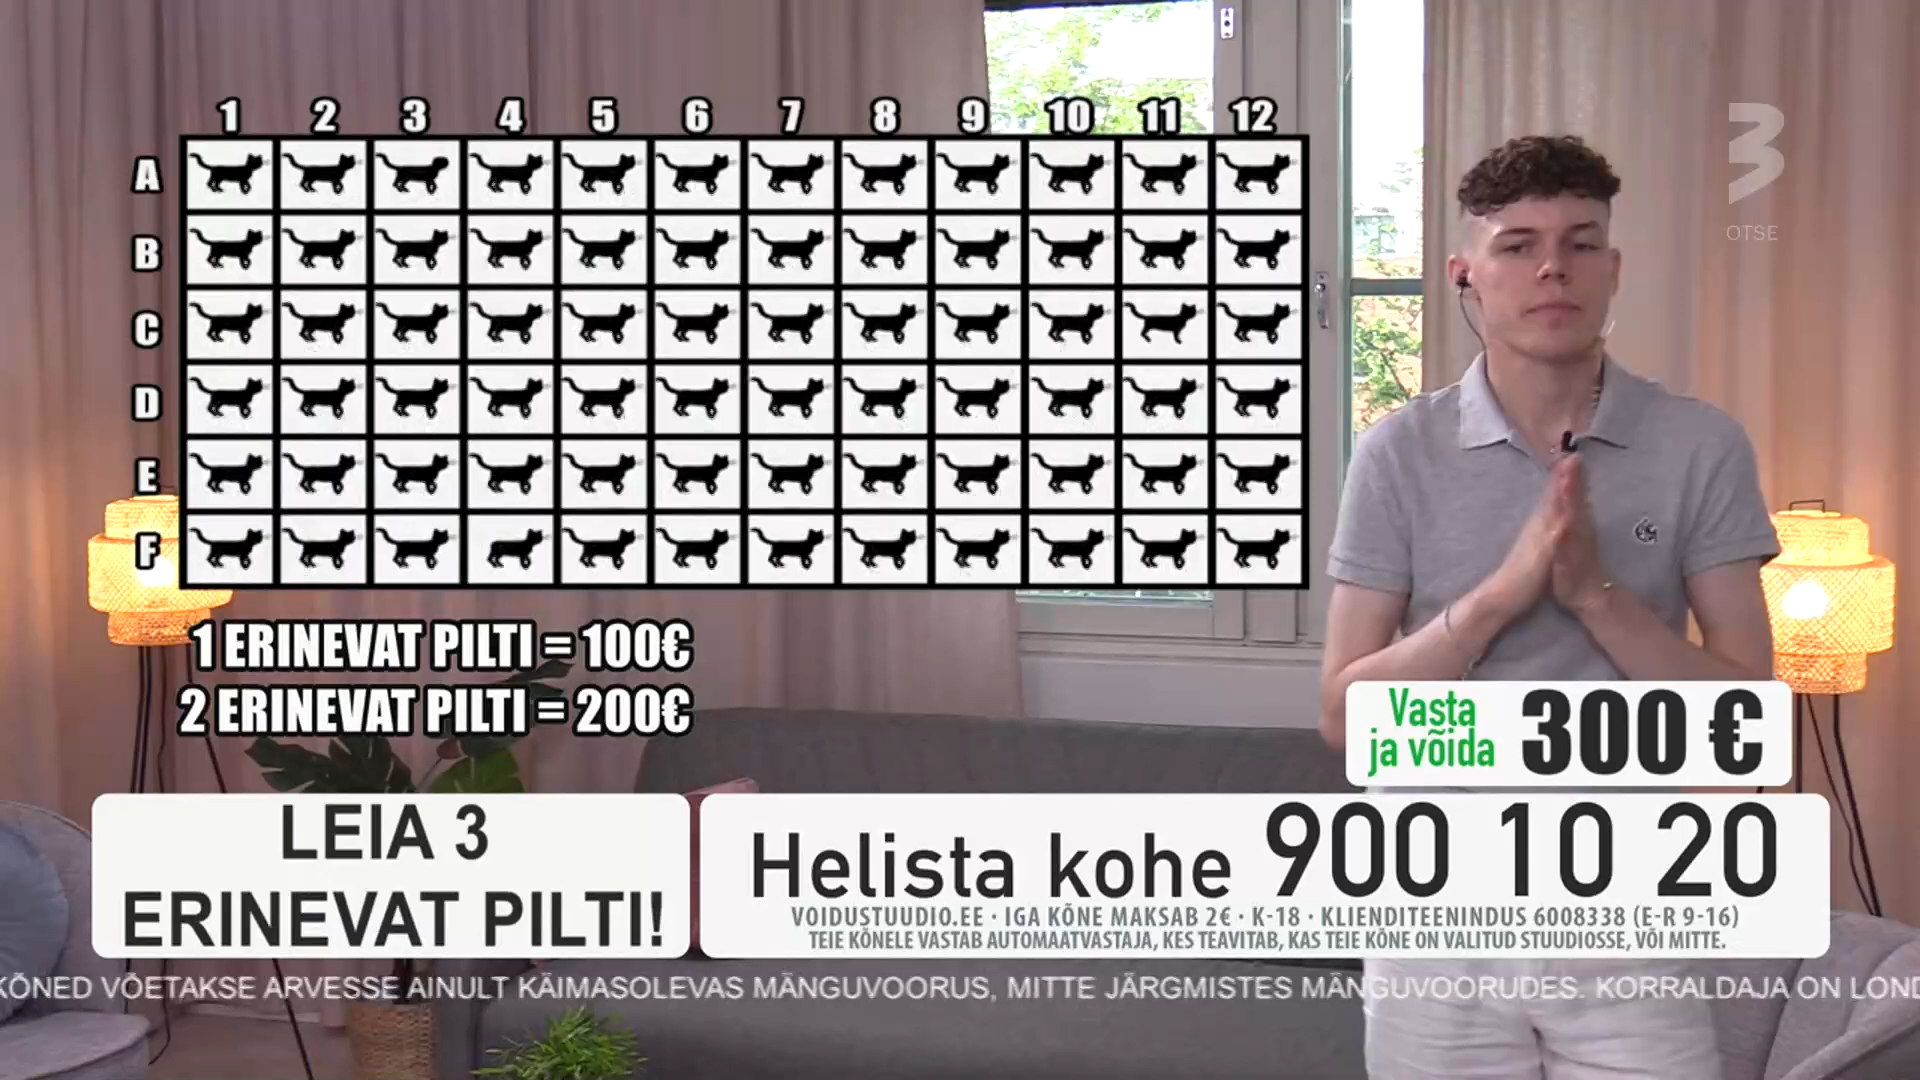 3
OTSE
1 2 3 4 5 6 7 8 9 10 11 12
A
B
C
D
E
F
1 ERINEVAT PILTI = 100€
2 ERINEVAT PILTI = 200€
Vasta
ja võida
300 €
LEIA 3
ERINEVAT PILTI!
Helista kohe 900 10 20
VOIDUSTUUDIO.EE · IGA KÕNE MAKSAB 2€ · K-18 · KLIENDITEENINDUS 6008338 (E-R 9-16)
TEIE KÕNELE VASTAB AUTOMAATVASTAJA, KES TEAVITAB, KAS TEIE KÕNE ON VALITUD STUUDIOSSE, VÕI MITTE.
KÕNED VÕETAKSE ARVESSE AINULT KÄIMASOLEVAS MÄNGUVOORUS, MITTE JÄRGMISTES MÄNGUVOORUDES. KORRALDAJA ON LOND